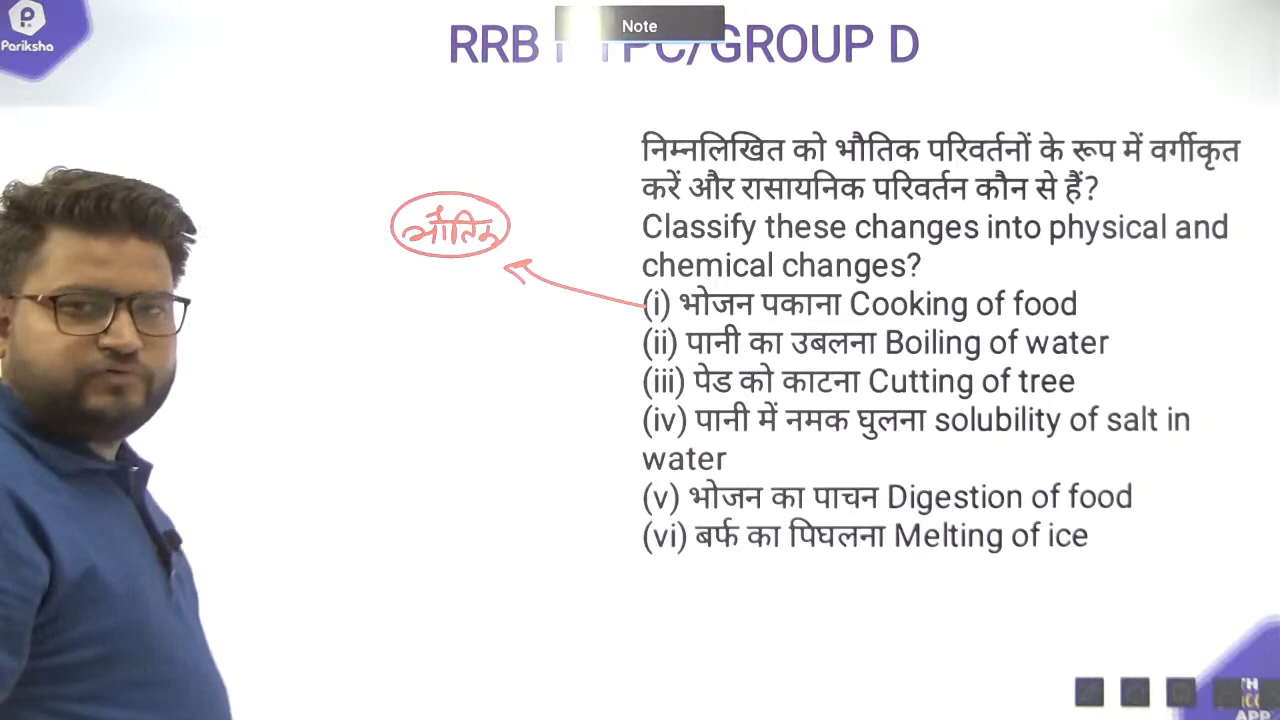 Pariksha
Note
RRB NTPC/GROUP D
निम्नलिखित को भौतिक परिवर्तनों के रूप में वर्गीकृत
करें और रासायनिक परिवर्तन कौन से हैं?
Classify these changes into physical and
chemical changes?
भौतिक
(i) भोजन पकाना Cooking of food
(ii) पानी का उबलना Boiling of water
(iii) पेड को काटना Cutting of tree
(iv) पानी में नमक घुलना solubility of salt in
water
(v) भोजन का पाचन Digestion of food
(vi) बर्फ का पिघलना Melting of ice
APP